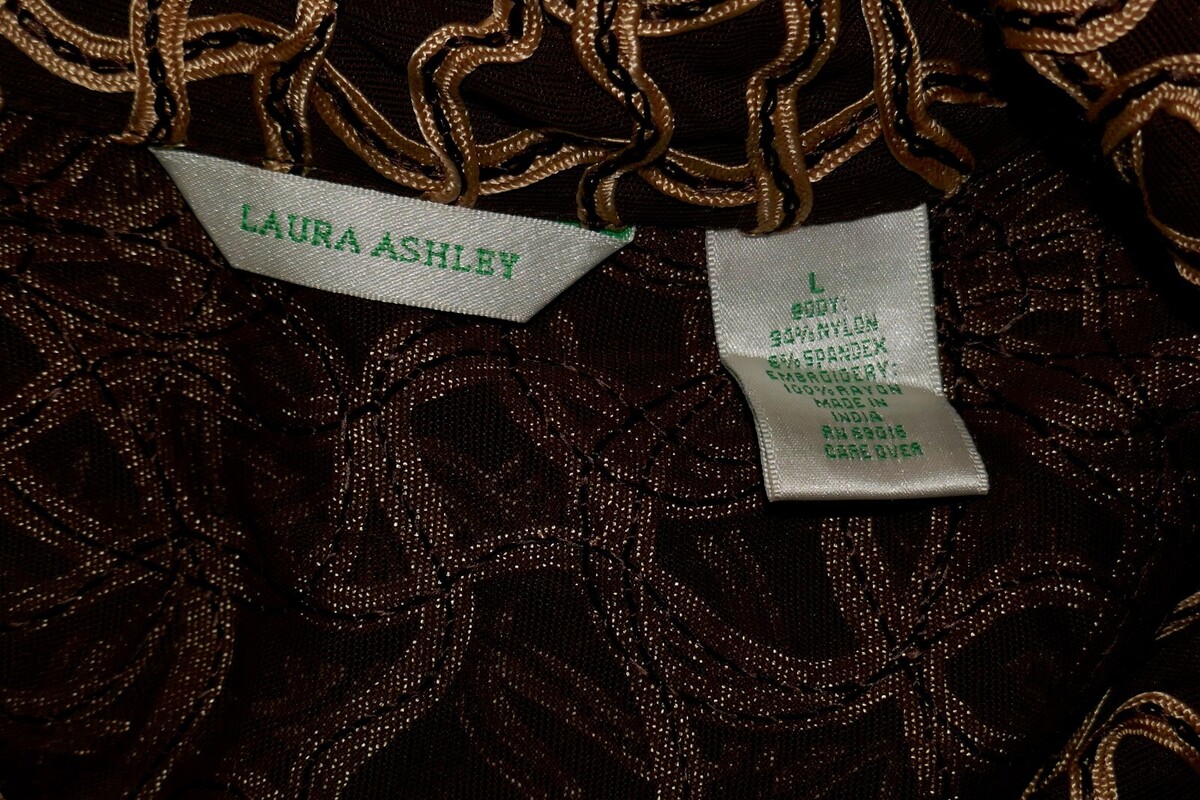 LAURA ASHLEY
L
BODY:
94% NYLON
6% SPANDEX
EMBROIDERY:
100% RAYON
MADE IN
INDIA
RN 69016
CARE OVER